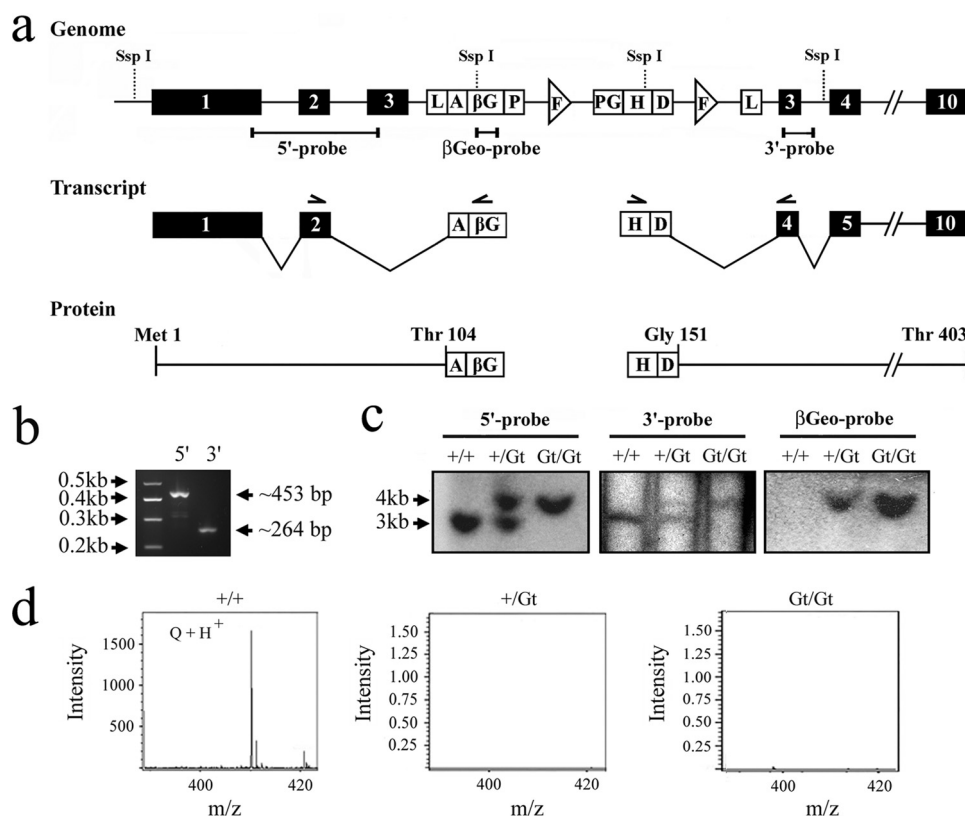 a
Genome
Ssp I Ssp I Ssp I Ssp I
1 2 3 L A βG P F PG H D F L 3 4 10
5'-probe βGeo-probe 3'-probe
Transcript
1 2 A βG H D 4 5 10
Protein
Met 1 Thr 104 Gly 151 Thr 403
A βG H D
b
5' 3'
0.5kb
0.4kb
0.3kb
0.2kb
~453 bp
~264 bp
c
5'-probe 3'-probe βGeo-probe
+/+ +/Gt Gt/Gt +/+ +/Gt Gt/Gt +/+ +/Gt Gt/Gt
4kb
3kb
d
+/+
Q + H+
Intensity
1500
1000
500
400 420
m/z
+/Gt
Intensity
1.50
1.25
1.00
0.75
0.50
0.25
400 420
m/z
Gt/Gt
Intensity
1.50
1.25
1.00
0.75
0.50
0.25
400 420
m/z